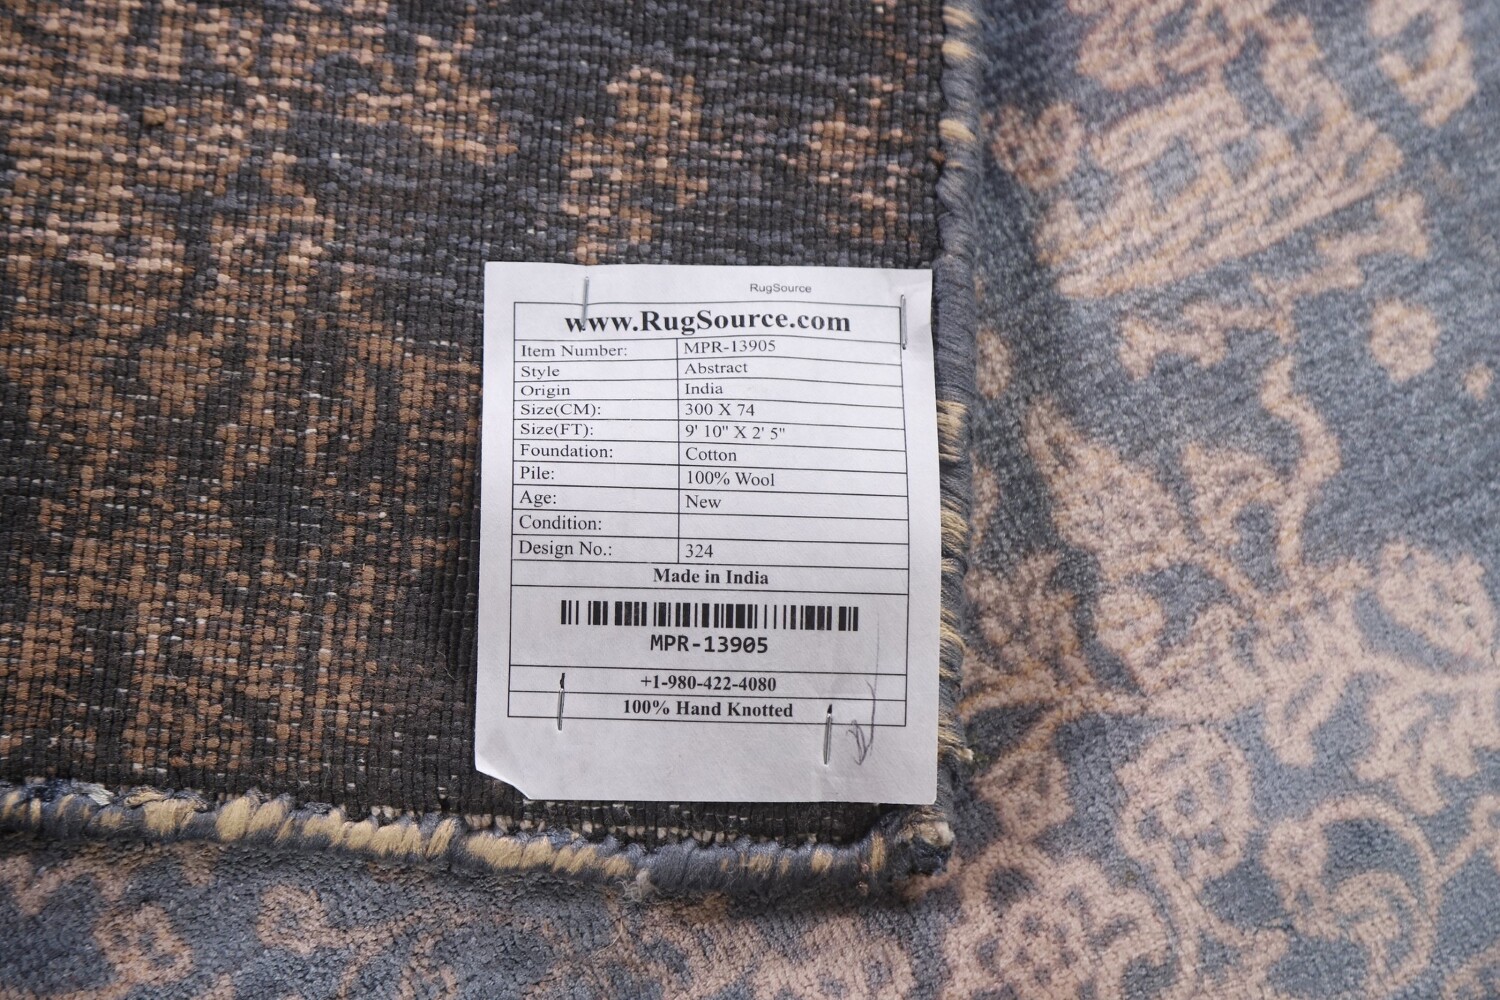 RugSource
www.RugSource.com
Item Number: MPR-13905
Style Abstract
Origin India
Size(CM): 300 X 74
Size(FT): 9' 10" X 2' 5"
Foundation: Cotton
Pile: 100% Wool
Age: New
Condition:
Design No.: 324
Made in India
MPR-13905
+1-980-422-4080
100% Hand Knotted